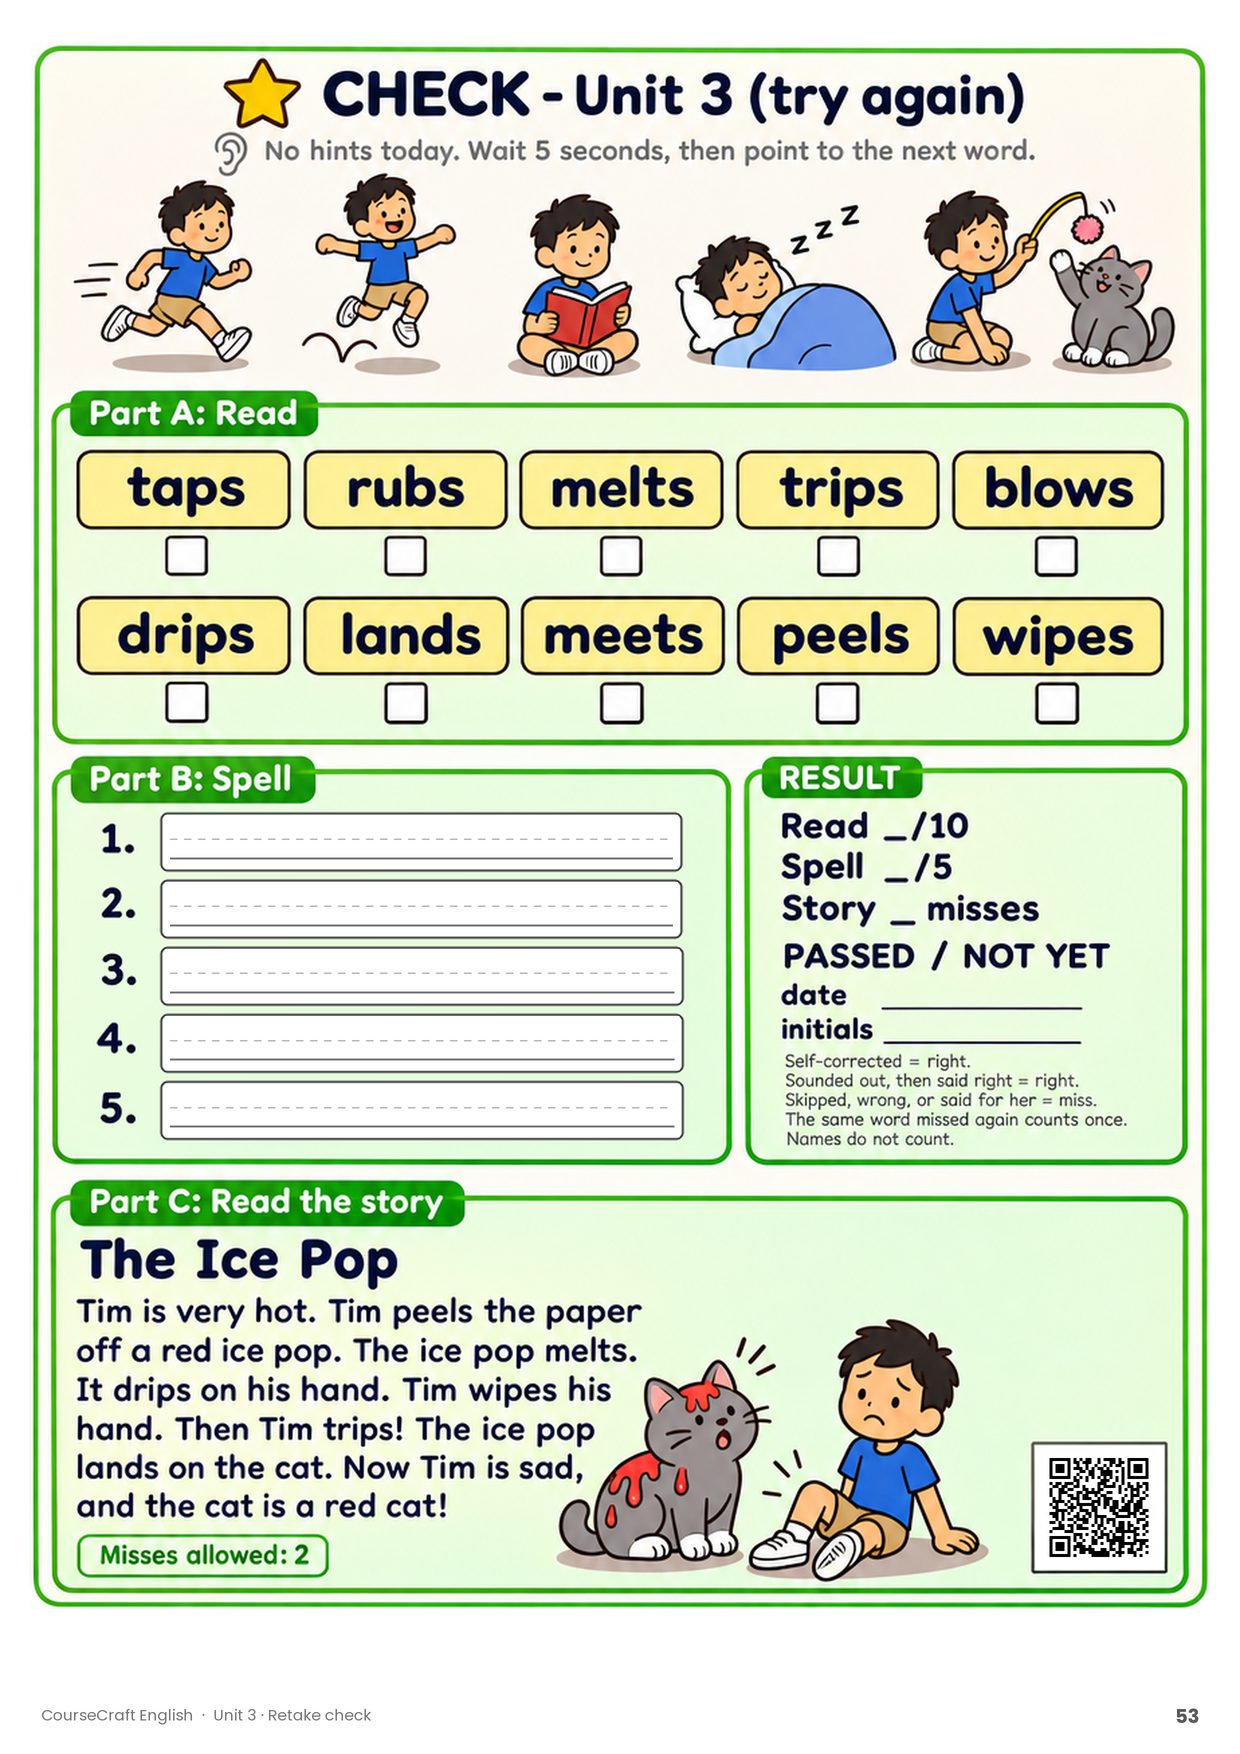 CHECK - Unit 3 (try again)
No hints today. Wait 5 seconds, then point to the next word.
z z z
Part A: Read
taps rubs melts trips blows
drips lands meets peels wipes
Part B: Spell
1.
2.
3.
4.
5.
RESULT
Read _/10
Spell _/5
Story _ misses
PASSED / NOT YET
date
initials
Self-corrected = right.
Sounded out, then said right = right.
Skipped, wrong, or said for her = miss.
The same word missed again counts once.
Names do not count.
Part C: Read the story
The Ice Pop
Tim is very hot. Tim peels the paper
off a red ice pop. The ice pop melts.
It drips on his hand. Tim wipes his
hand. Then Tim trips! The ice pop
lands on the cat. Now Tim is sad,
and the cat is a red cat!
Misses allowed: 2
CourseCraft English · Unit 3 · Retake check
53